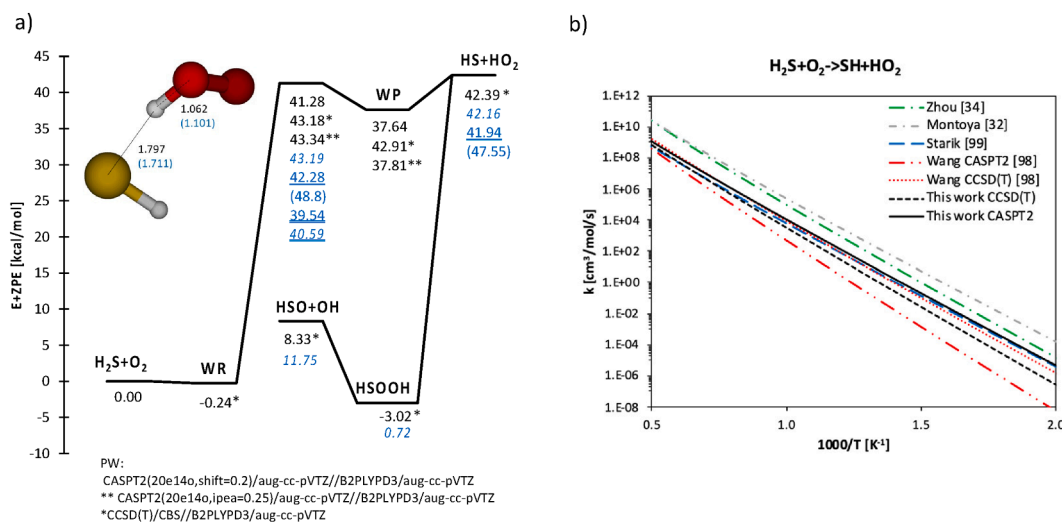 a)
45
40
35
30
25
20
15
10
5
0
-5
-10
E+ZPE [kcal/mol]
1.062
(1.101)
1.797
(1.711)
H₂S+O₂
0.00
WR
-0.24*
41.28
43.18*
43.34**
43.19
42.28
(48.8)
39.54
40.59
WP
37.64
42.91*
37.81**
HS+HO₂
42.39*
42.16
41.94
(47.55)
HSO+OH
8.33*
11.75
HSOOH
-3.02*
0.72
PW:
CASPT2(20e14o,shift=0.2)/aug-cc-pVTZ//B2PLYPD3/aug-cc-pVTZ
** CASPT2(20e14o,ipea=0.25)/aug-cc-pVTZ//B2PLYPD3/aug-cc-pVTZ
*CCSD(T)/CBS//B2PLYPD3/aug-cc-pVTZ
b)
H₂S+O₂->SH+HO₂
1.E+12
1.E+10
1.E+08
1.E+06
1.E+04
1.E+02
1.E+00
1.E-02
1.E-04
1.E-06
1.E-08
k [cm³/mol/s]
Zhou [34]
Montoya [32]
Starik [99]
Wang CASPT2 [98]
Wang CCSD(T) [98]
This work CCSD(T)
This work CASPT2
0.5
1.0
1.5
2.0
1000/T [K⁻¹]